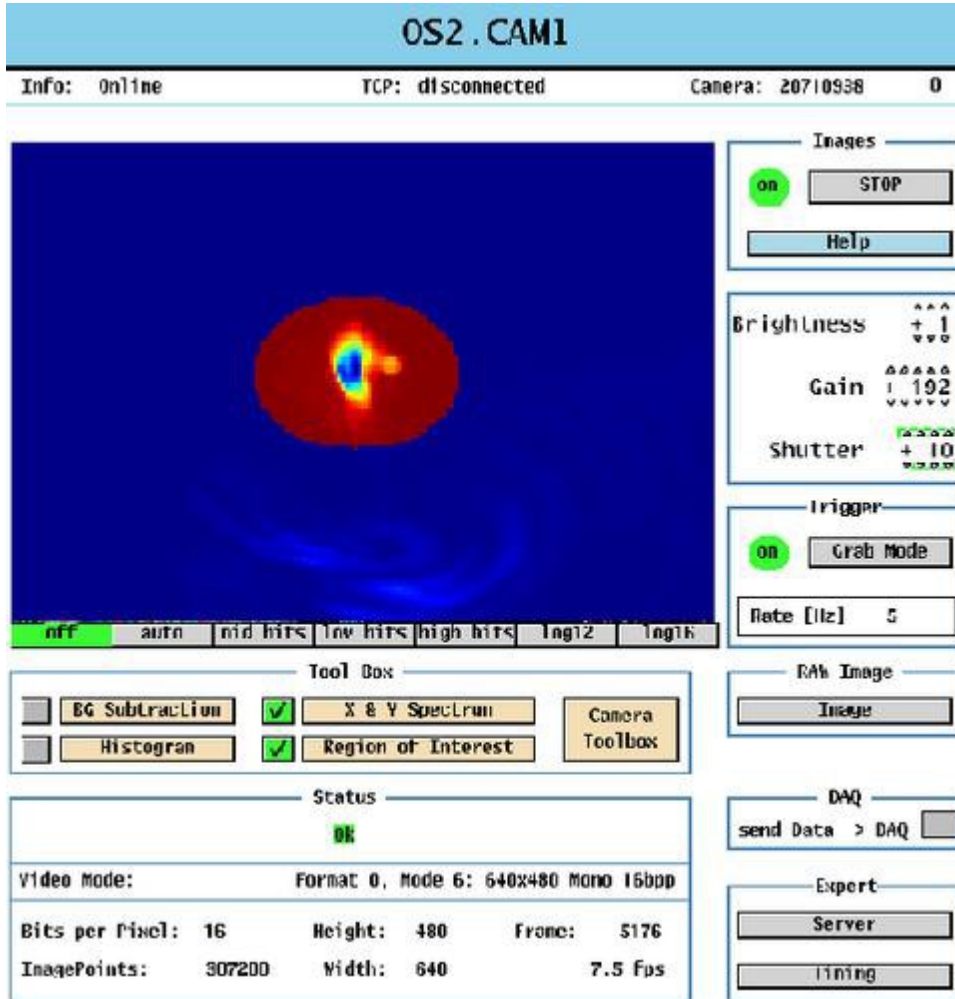 OS2.CAM1
Info: Online TCP: disconnected Camera: 20710938 0
Images
on STOP
Help
Brightness + 1
Gain 192
Shutter + 10
Trigger
on Grab Mode
Rate [Hz] 5
off auto mid bits low bits high bits log12 log16
Tool Box
BG Subtraction X & Y Spectrum
Histogram Region of Interest
Camera
Toolbox
RAW Image
Image
Status
ok
Video Mode: Format 0, Mode 6: 640x480 Mono 16bpp
Bits per Pixel: 16 Height: 480 Frame: 5176
ImagePoints: 307200 Width: 640 7.5 fps
DAQ
send Data > DAQ
Expert
Server
Timing